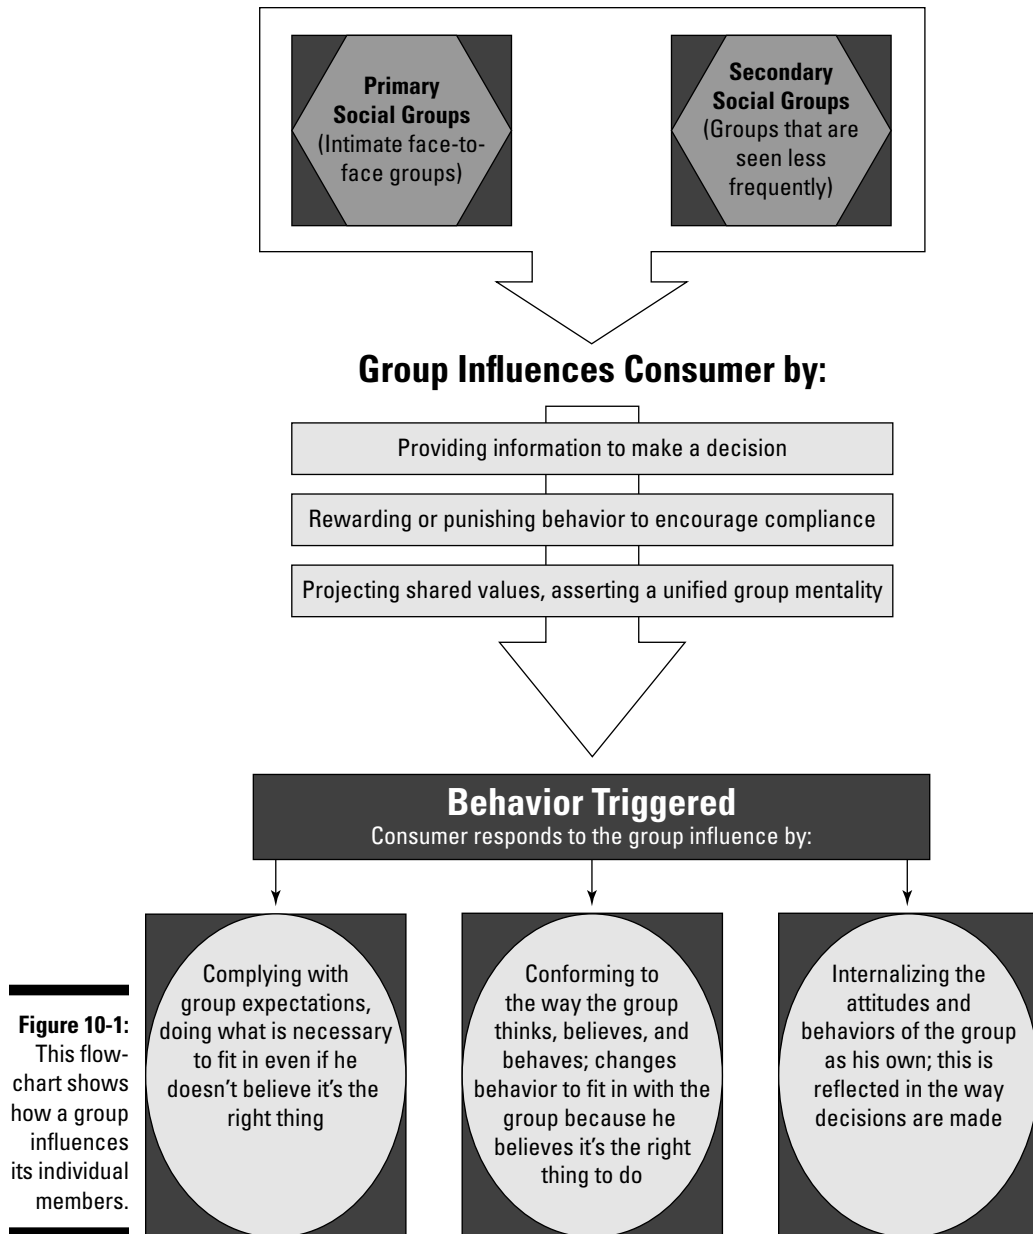 Primary
Social Groups
(Intimate face-to-
face groups)
Secondary
Social Groups
(Groups that are
seen less
frequently)
Group Influences Consumer by:
Providing information to make a decision
Rewarding or punishing behavior to encourage compliance
Projecting shared values, asserting a unified group mentality
Behavior Triggered
Consumer responds to the group influence by:
Complying with
group expectations,
doing what is necessary
to fit in even if he
doesn't believe it's the
right thing
Conforming to
the way the group
thinks, believes, and
behaves; changes
behavior to fit in with the
group because he
believes it's the right
thing to do
Internalizing the
attitudes and
behaviors of the group
as his own; this is
reflected in the way
decisions are made
Figure 10-1:
This flow-
chart shows
how a group
influences
its individual
members.